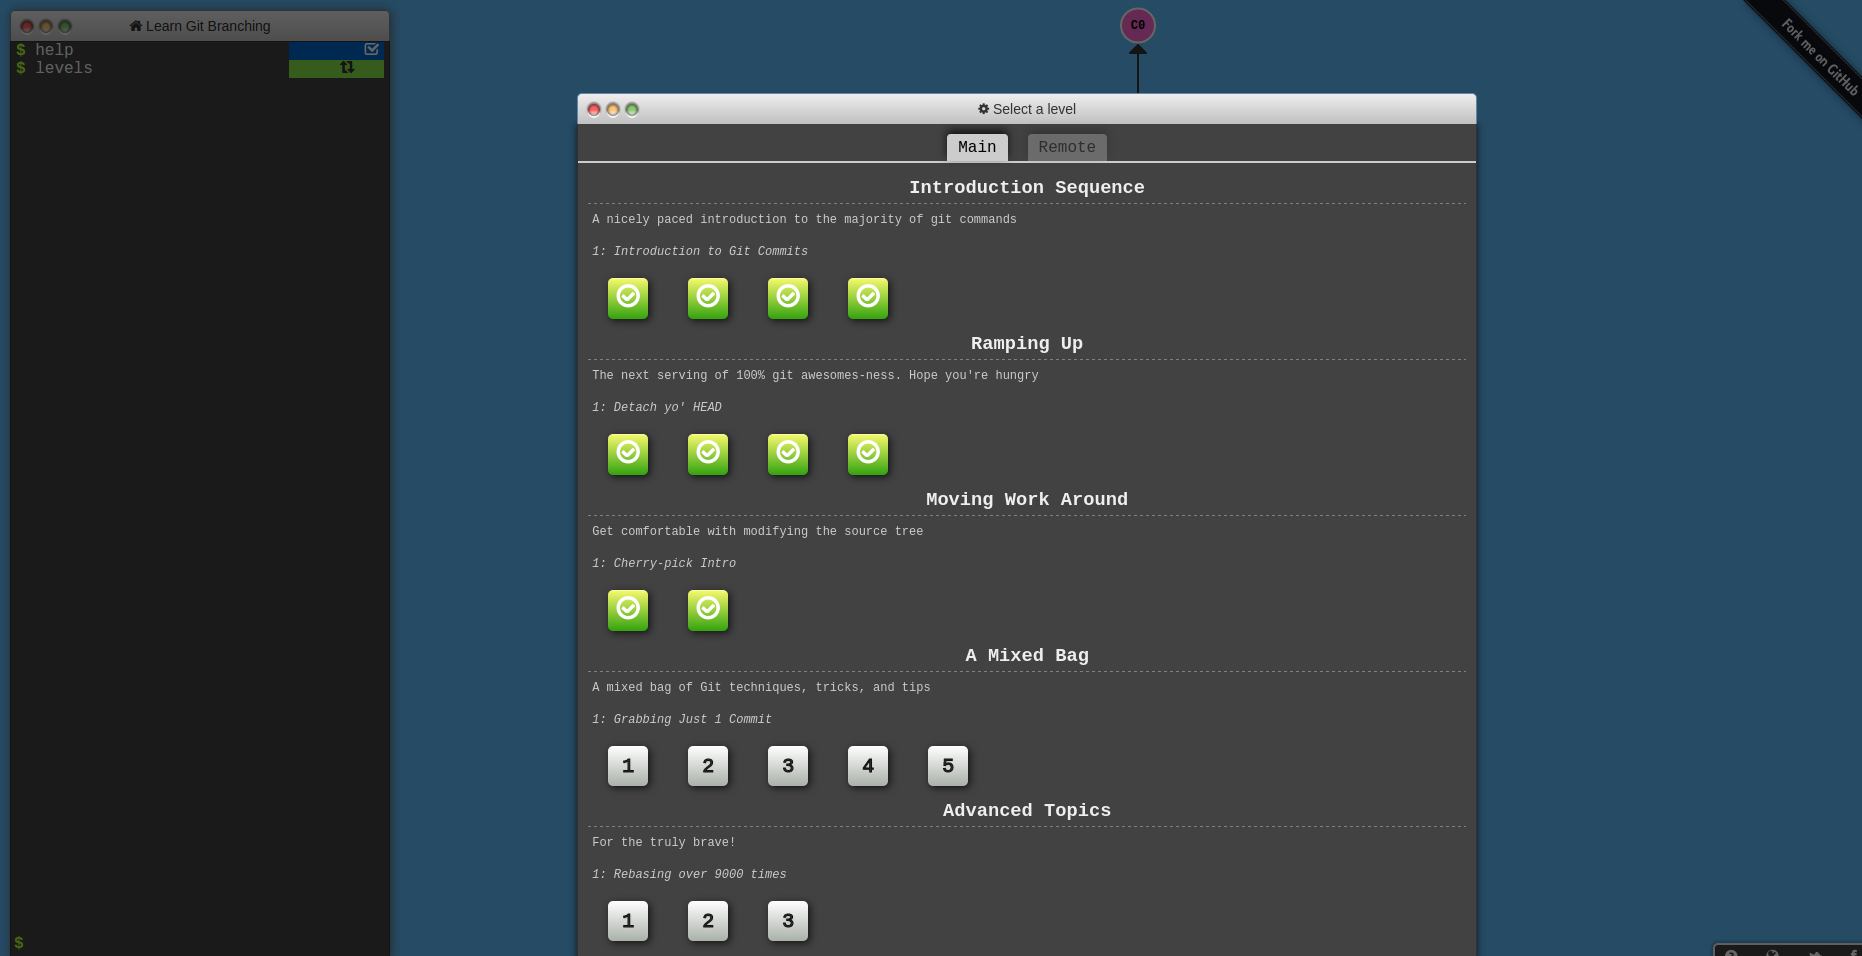 Learn Git Branching
$ help
$ levels
$
C0
Fork me on GitHub
Select a level
Main Remote
Introduction Sequence
A nicely paced introduction to the majority of git commands
1: Introduction to Git Commits
Ramping Up
The next serving of 100% git awesomes-ness. Hope you're hungry
1: Detach yo' HEAD
Moving Work Around
Get comfortable with modifying the source tree
1: Cherry-pick Intro
A Mixed Bag
A mixed bag of Git techniques, tricks, and tips
1: Grabbing Just 1 Commit
1 2 3 4 5
Advanced Topics
For the truly brave!
1: Rebasing over 9000 times
1 2 3